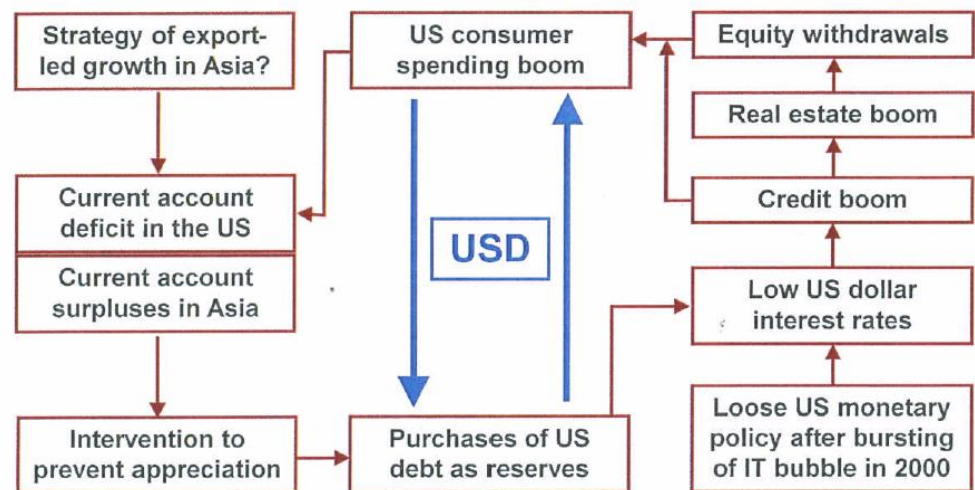 Strategy of export-
led growth in Asia?
US consumer
spending boom
Equity withdrawals
Real estate boom
Current account
deficit in the US
Credit boom
USD
Current account
surpluses in Asia
Low US dollar
interest rates
Intervention to
prevent appreciation
Purchases of US
debt as reserves
Loose US monetary
policy after bursting
of IT bubble in 2000